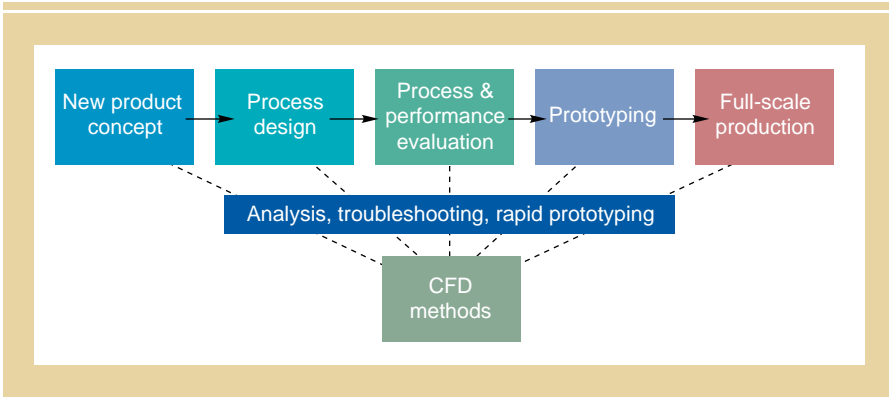 New product
concept
Process
design
Process &
performance
evaluation
Prototyping
Full-scale
production
Analysis, troubleshooting, rapid prototyping
CFD
methods